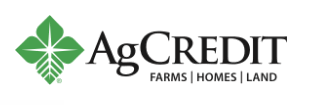 AgCREDIT
FARMS | HOMES | LAND